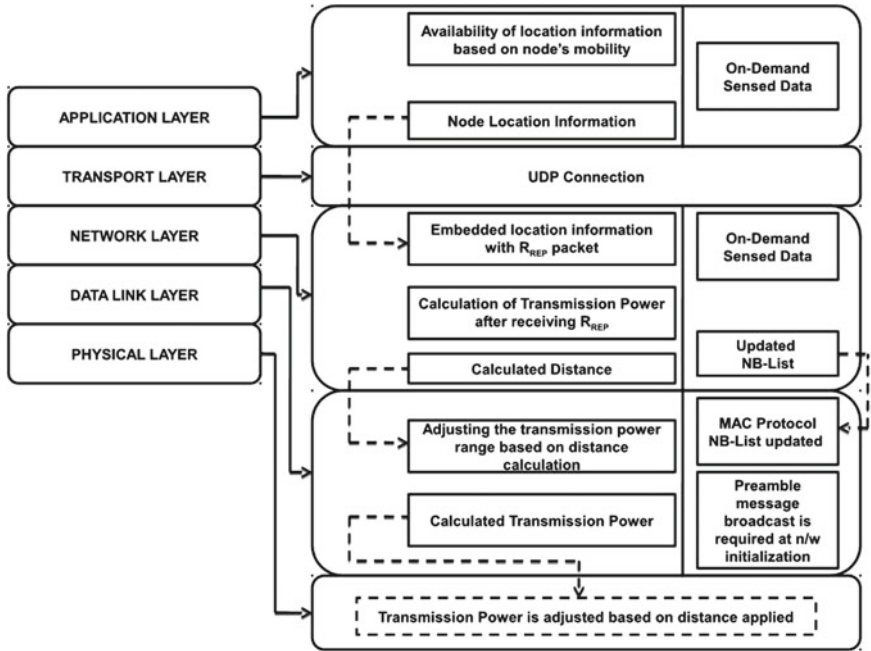 APPLICATION LAYER
TRANSPORT LAYER
NETWORK LAYER
DATA LINK LAYER
PHYSICAL LAYER
Availability of location information
based on node's mobility
Node Location Information
On-Demand
Sensed Data
UDP Connection
Embedded location information
with RREP packet
Calculation of Transmission Power
after receiving RREP
Calculated Distance
On-Demand
Sensed Data
Updated
NB-List
Adjusting the transmission power
range based on distance
calculation
Calculated Transmission Power
MAC Protocol
NB-List updated
Preamble
message
broadcast is
required at n/w
initialization
Transmission Power is adjusted based on distance applied